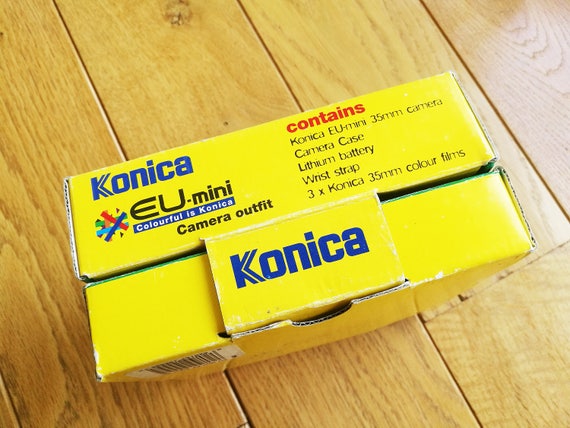 contains
Konica EU-mini 35mm camera
Camera Case
Lithium battery
Wrist strap
3 x Konica 35mm colour films
Konica
EU-mini
Colourful is Konica
Camera outfit
Konica